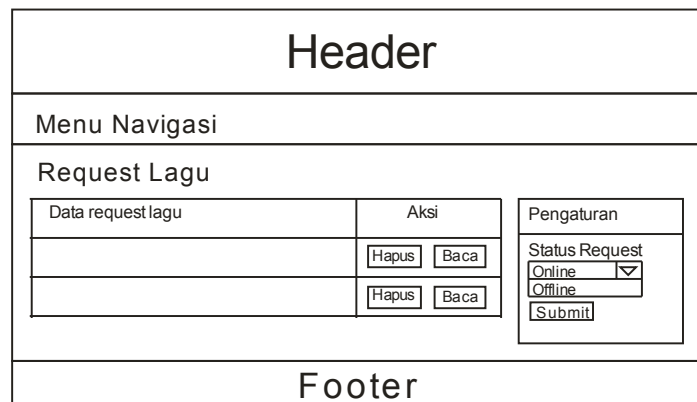 Header
Menu Navigasi
Request Lagu
Data request lagu
Aksi
Hapus
Baca
Hapus
Baca
Pengaturan
Status Request
Online
Offline
Submit
Footer